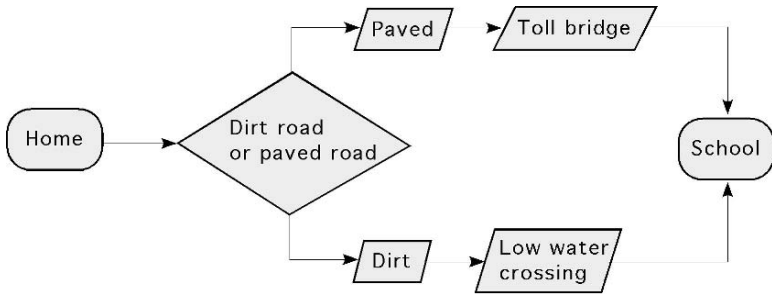 Home
Dirt road
or paved road
Paved
Toll bridge
Dirt
Low water
crossing
School